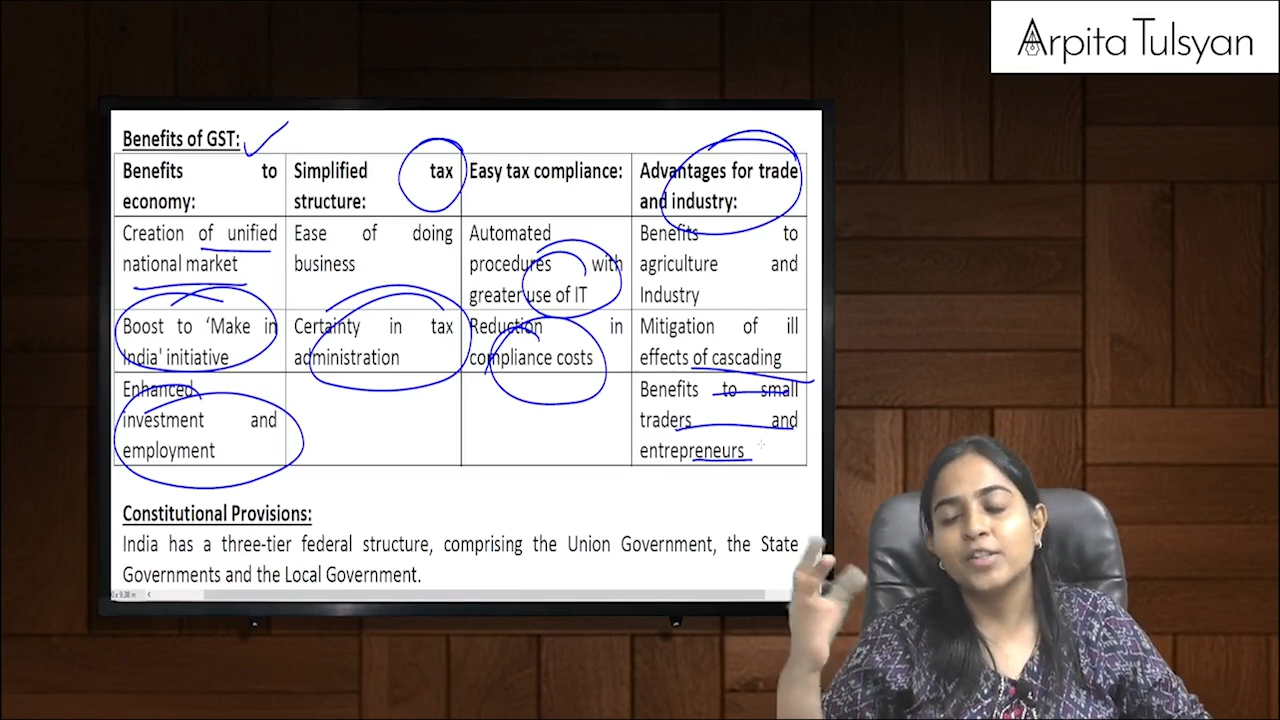 Arpita Tulsyan
Benefits of GST:
Benefits to
economy:
Simplified tax
structure:
Easy tax compliance:
Advantages for trade
and industry:
Creation of unified
national market
Ease of doing
business
Automated
procedures with
greater use of IT
Benefits to
agriculture and
Industry
Boost to ‘Make in
India' initiative
Certainty in tax
administration
Reduction in
compliance costs
Mitigation of ill
effects of cascading
Enhanced
investment and
employment
Benefits to small
traders and
entrepreneurs
Constitutional Provisions:
India has a three-tier federal structure, comprising the Union Government, the State
Governments and the Local Government.